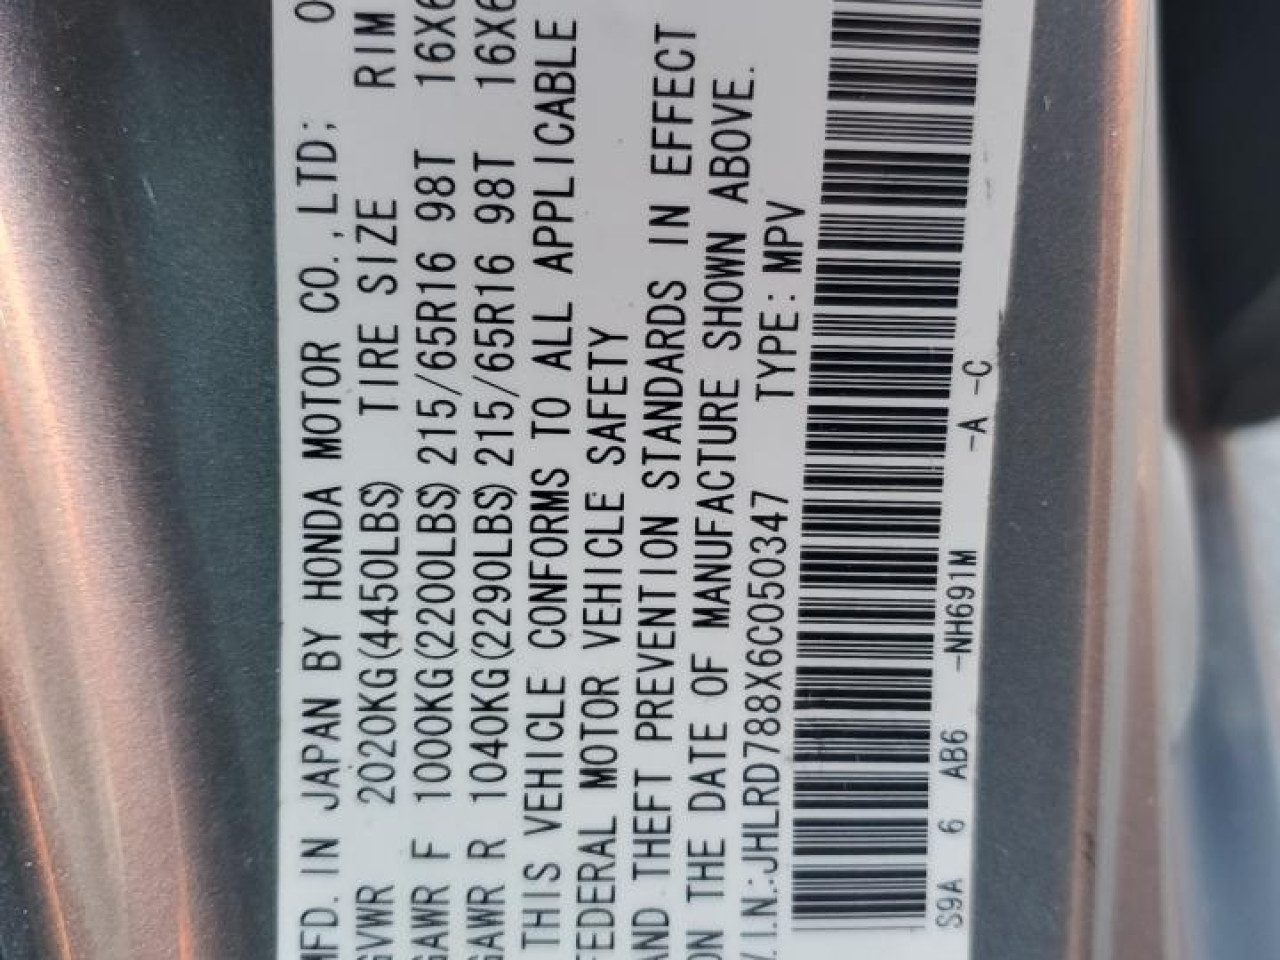 MFD. IN JAPAN BY HONDA MOTOR CO.,LTD; 0
GVWR 2020KG(4450LBS) TIRE SIZE RIM
GAWR F 1000KG(2200LBS) 215/65R16 98T 16X6
GAWR R 1040KG(2290LBS) 215/65R16 98T 16X6
THIS VEHICLE CONFORMS TO ALL APPLICABLE
FEDERAL MOTOR VEHICLE SAFETY
AND THEFT PREVENTION STANDARDS IN EFFECT
ON THE DATE OF MANUFACTURE SHOWN ABOVE.
V.I.N.:JHLRD788X6C050347 TYPE:MPV
S9A 6 AB6 -NH691M -A -C